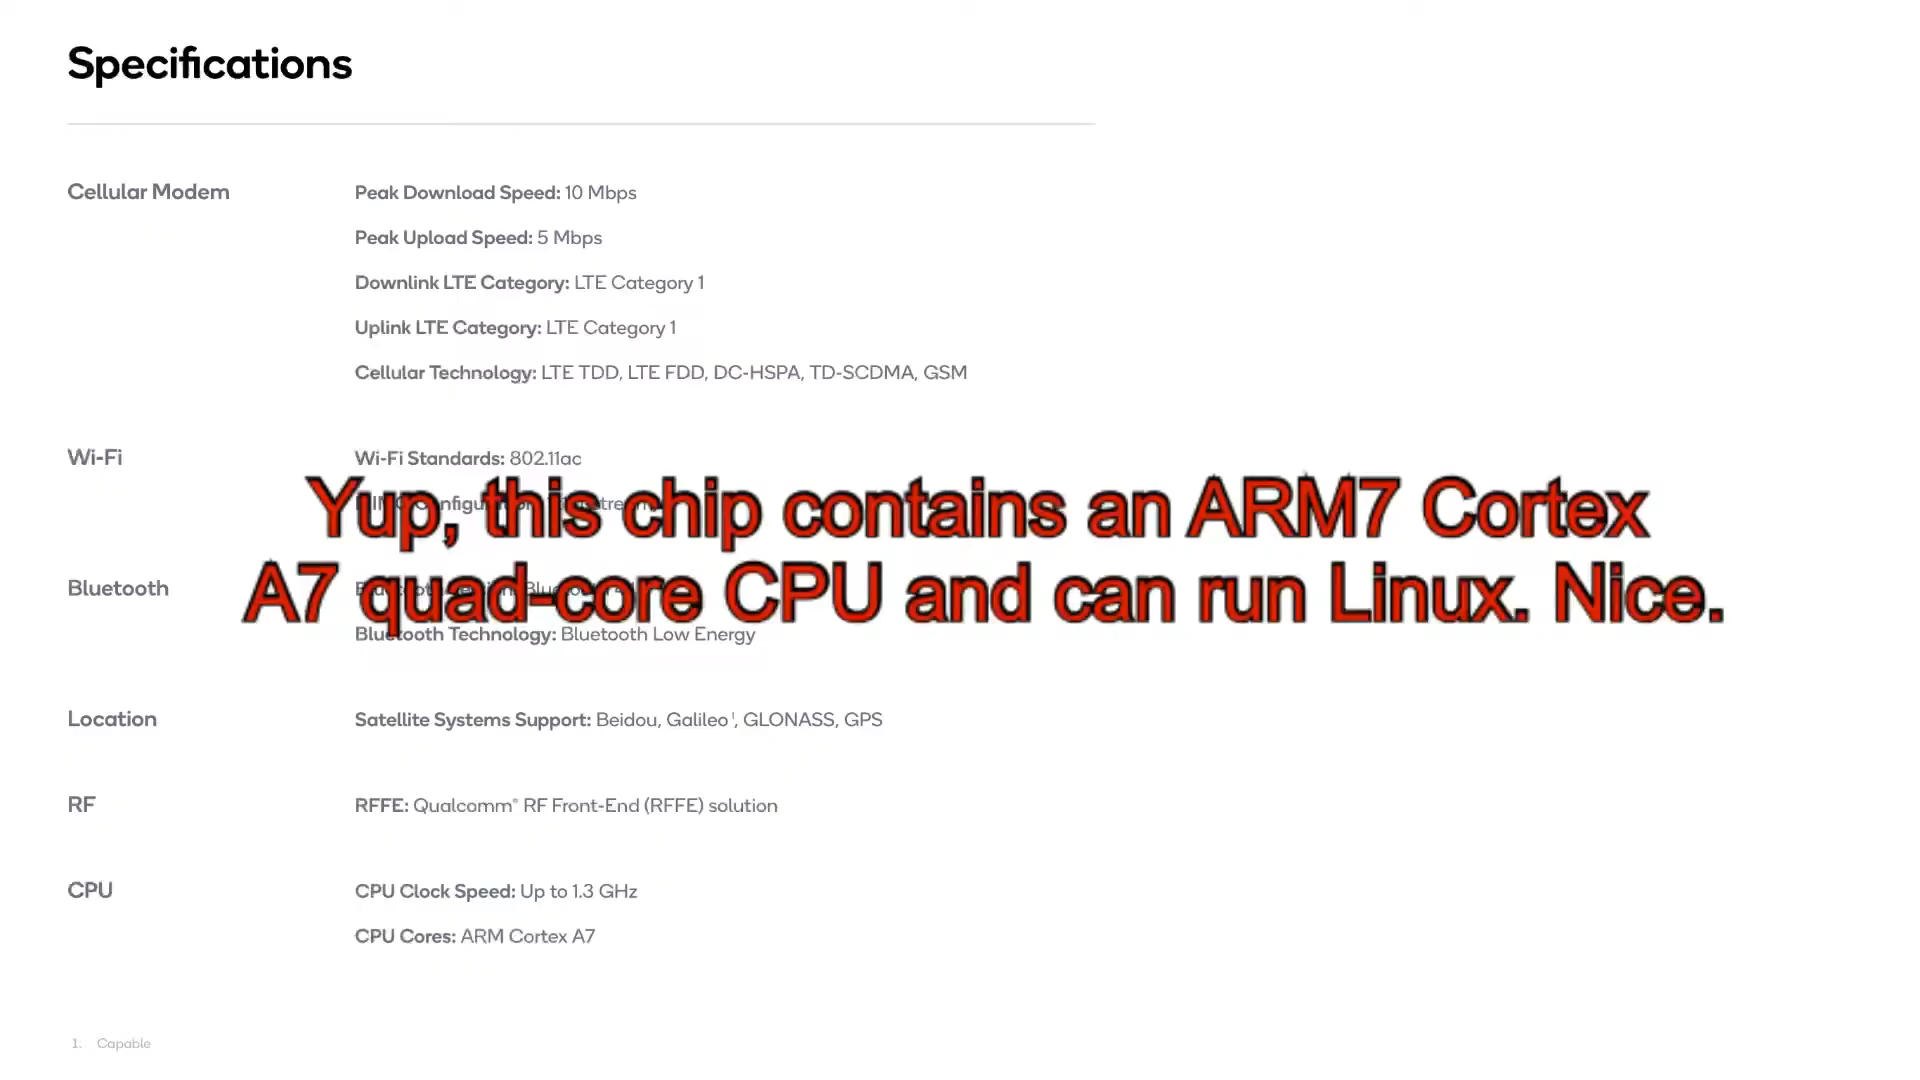 Specifications
Cellular Modem
Peak Download Speed: 10 Mbps
Peak Upload Speed: 5 Mbps
Downlink LTE Category: LTE Category 1
Uplink LTE Category: LTE Category 1
Cellular Technology: LTE TDD, LTE FDD, DC-HSPA, TD-SCDMA, GSM
Wi-Fi
Wi-Fi Standards: 802.11ac
Yup, this chip contains an ARM7 Cortex
A7 quad-core CPU and can run Linux. Nice.
Bluetooth
Bluetooth Technology: Bluetooth Low Energy
Location
Satellite Systems Support: Beidou, Galileo¹, GLONASS, GPS
RF
RFFE: Qualcomm® RF Front-End (RFFE) solution
CPU
CPU Clock Speed: Up to 1.3 GHz
CPU Cores: ARM Cortex A7
1. Capable